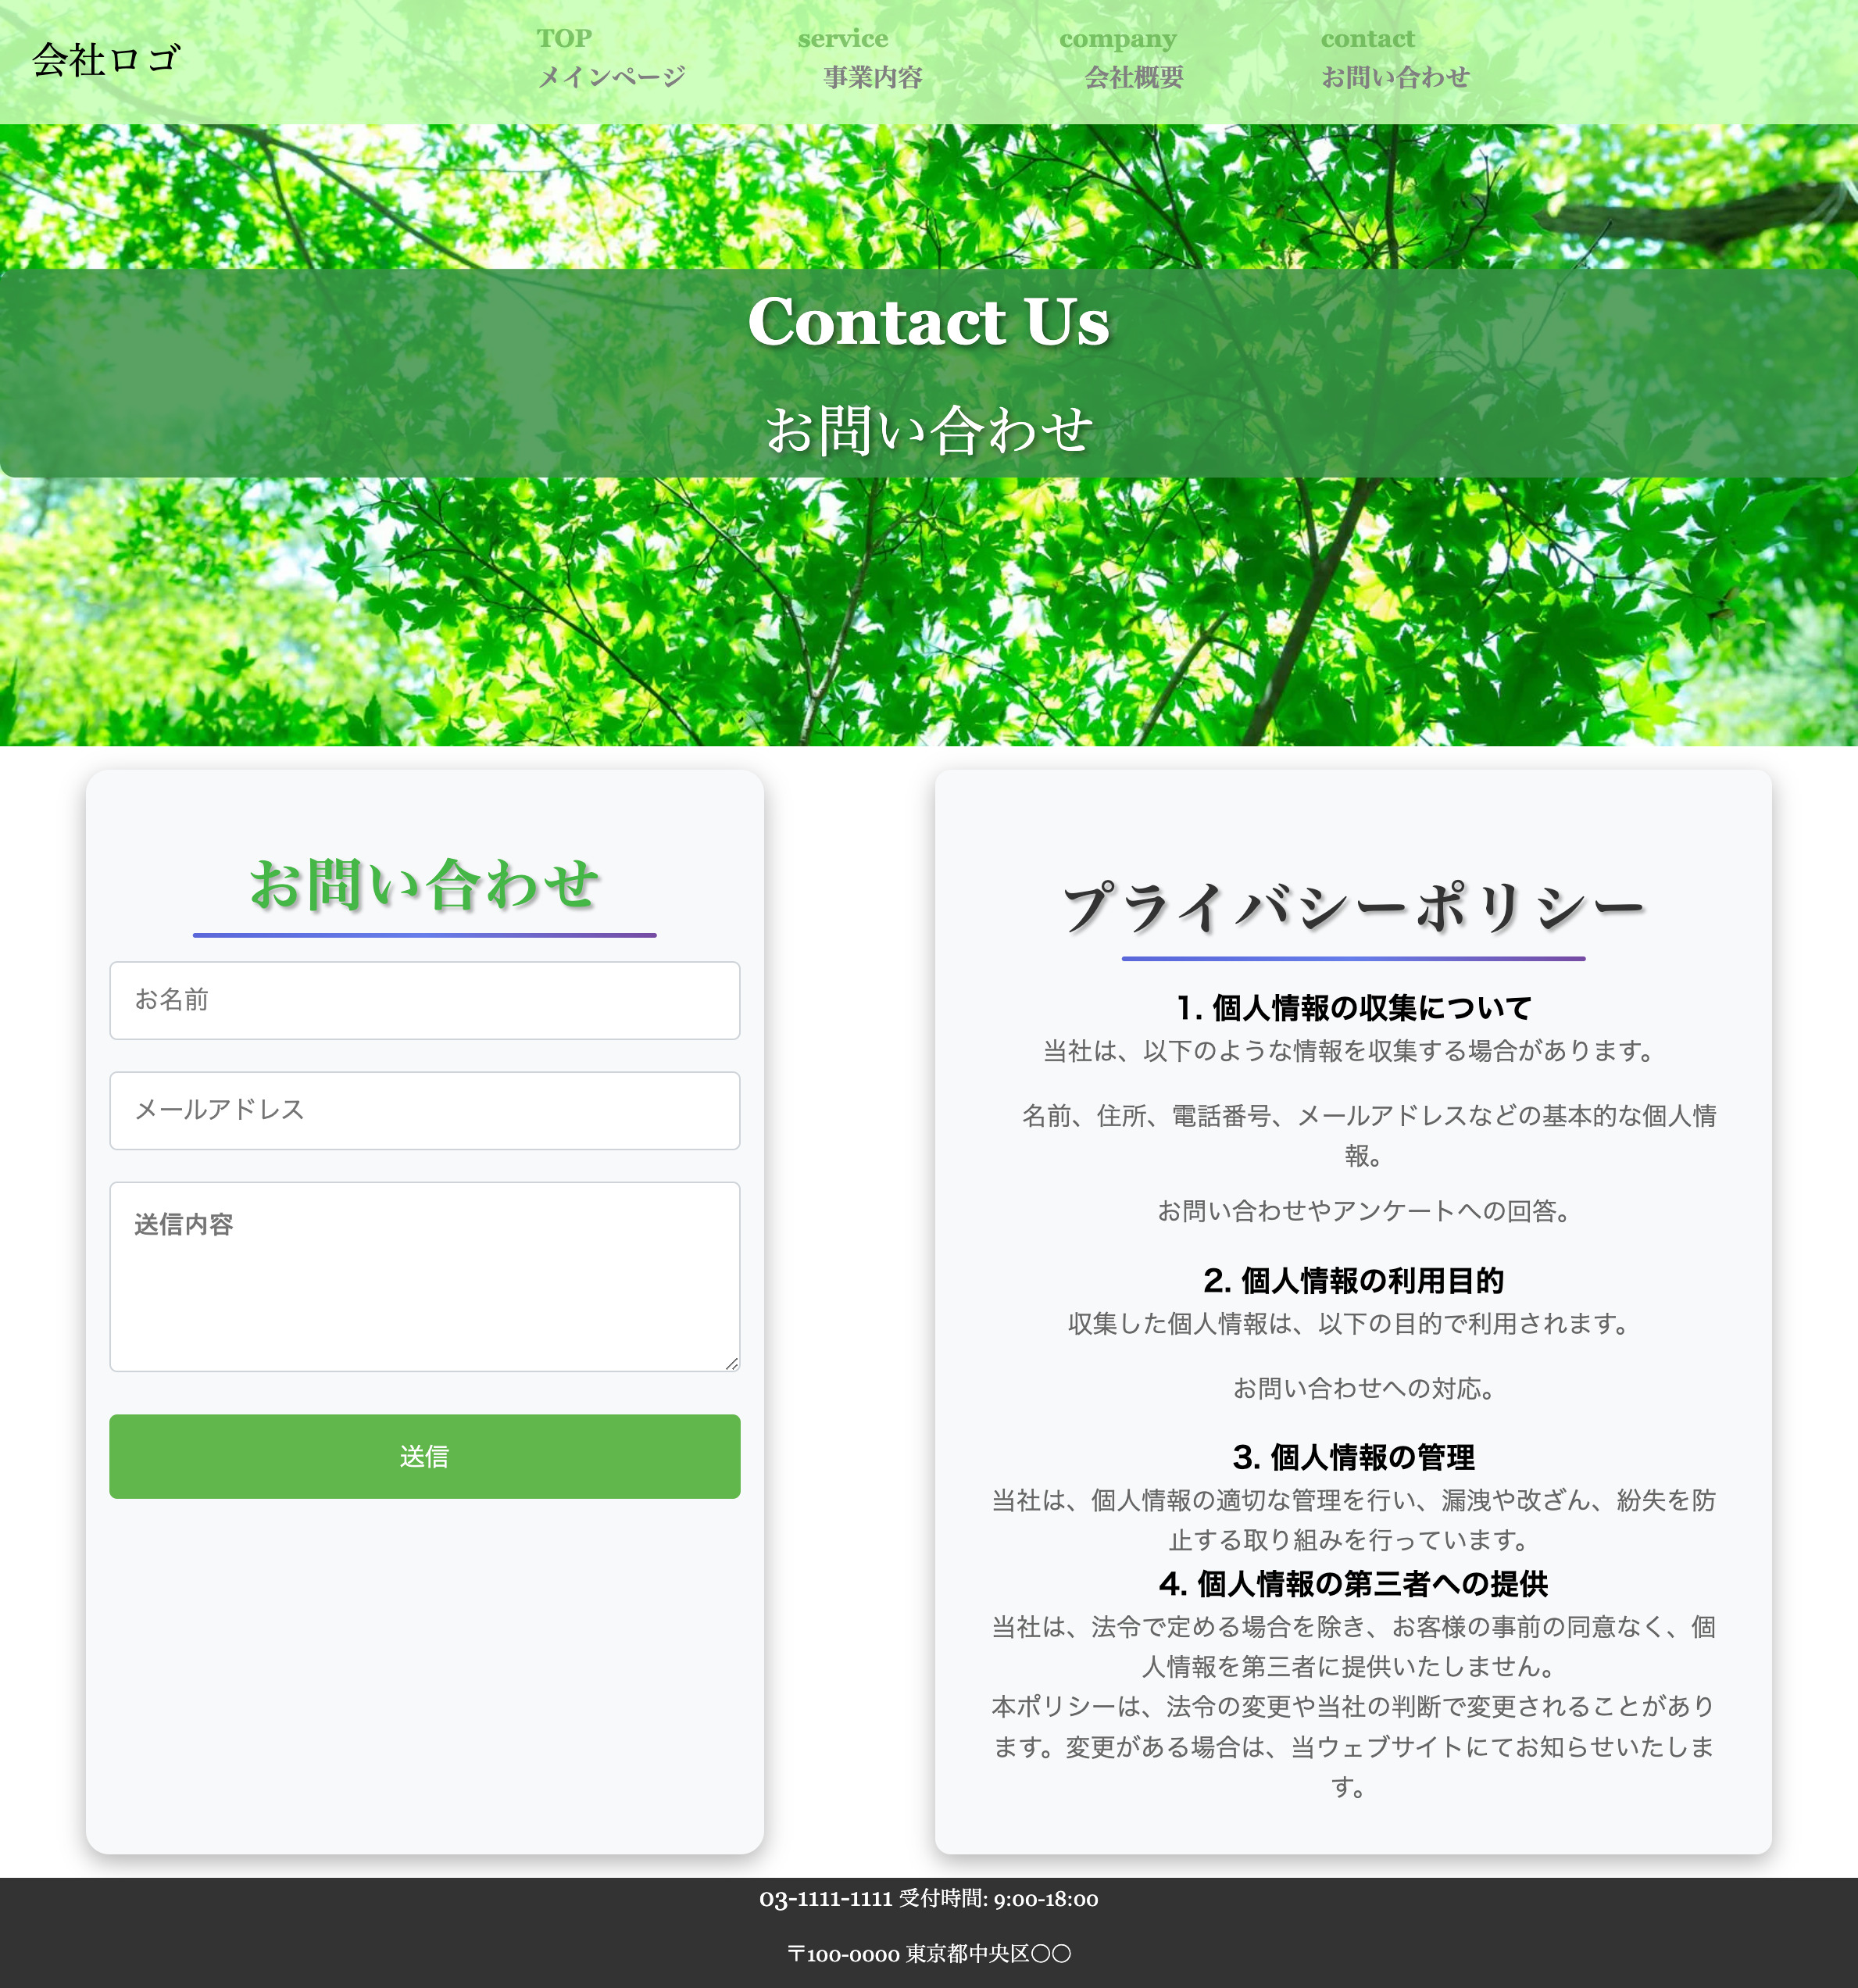 会社ロゴ
TOP
メインページ
service
事業内容
company
会社概要
contact
お問い合わせ
Contact Us
お問い合わせ
お問い合わせ
お名前
メールアドレス
送信内容
送信
プライバシーポリシー
1. 個人情報の収集について
当社は、以下のような情報を収集する場合があります。
名前、住所、電話番号、メールアドレスなどの基本的な個人情
報。
お問い合わせやアンケートへの回答。
2. 個人情報の利用目的
収集した個人情報は、以下の目的で利用されます。
お問い合わせへの対応。
3. 個人情報の管理
当社は、個人情報の適切な管理を行い、漏洩や改ざん、紛失を防
止する取り組みを行っています。
4. 個人情報の第三者への提供
当社は、法令で定める場合を除き、お客様の事前の同意なく、個
人情報を第三者に提供いたしません。
本ポリシーは、法令の変更や当社の判断で変更されることがあり
ます。変更がある場合は、当ウェブサイトにてお知らせいたしま
す。
03-1111-1111 受付時間: 9:00-18:00
〒100-0000 東京都中央区〇〇